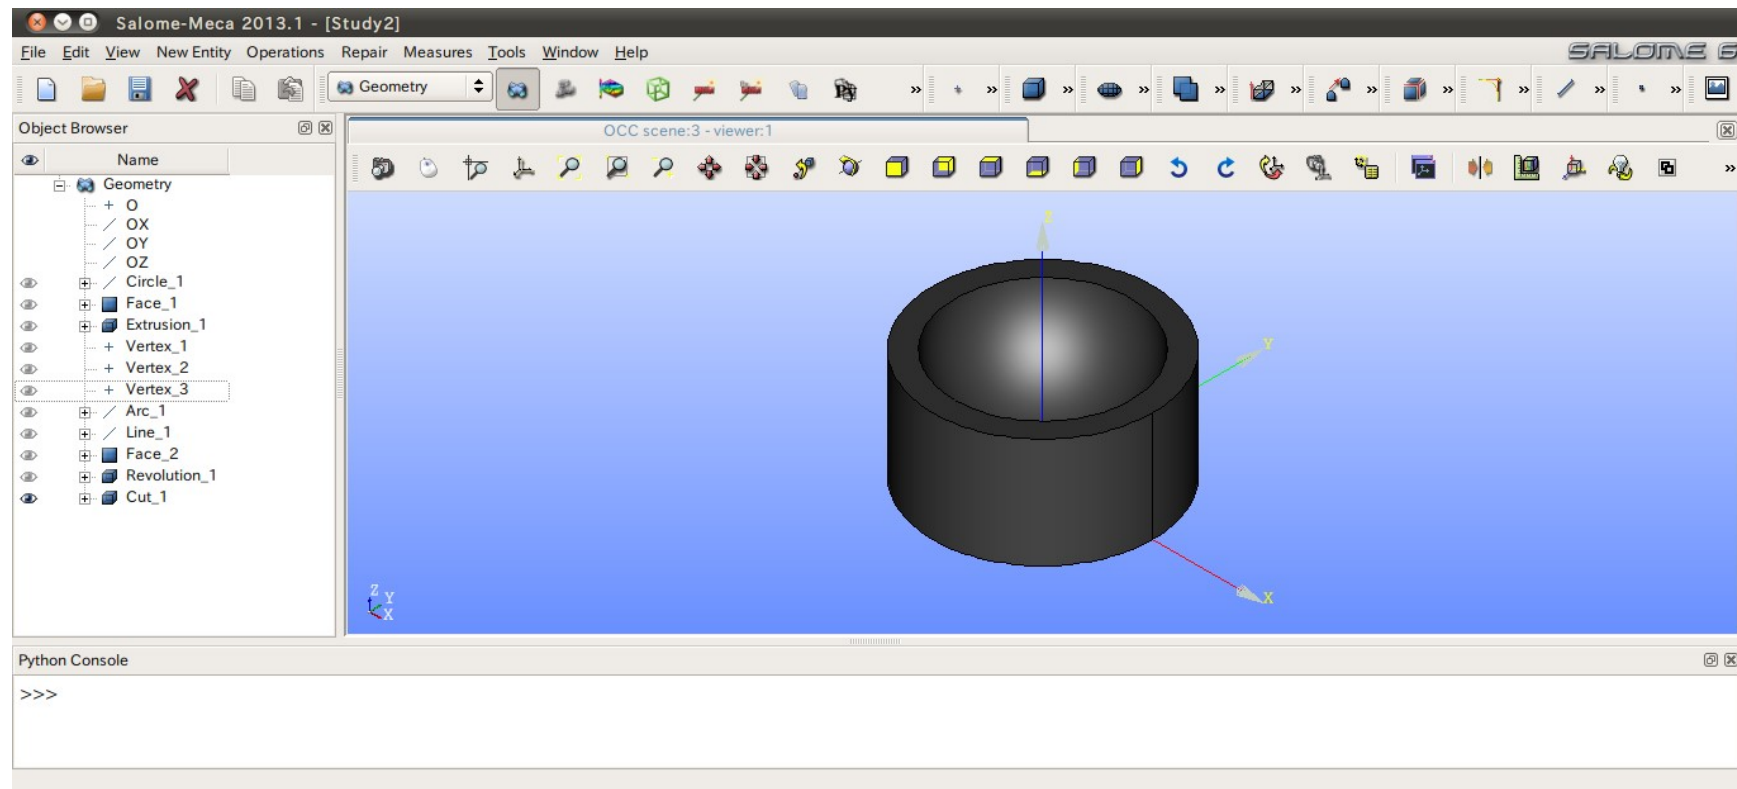 Salome-Meca 2013.1 - [Study2]
File Edit View New Entity Operations Repair Measures Tools Window Help
SALOME 6
Geometry
Object Browser
OCC scene:3 - viewer:1
Name
Geometry
O
OX
OY
OZ
Circle_1
Face_1
Extrusion_1
Vertex_1
Vertex_2
Vertex_3
Arc_1
Line_1
Face_2
Revolution_1
Cut_1
Z
Y
X
Z
Y
X
Python Console
>>>